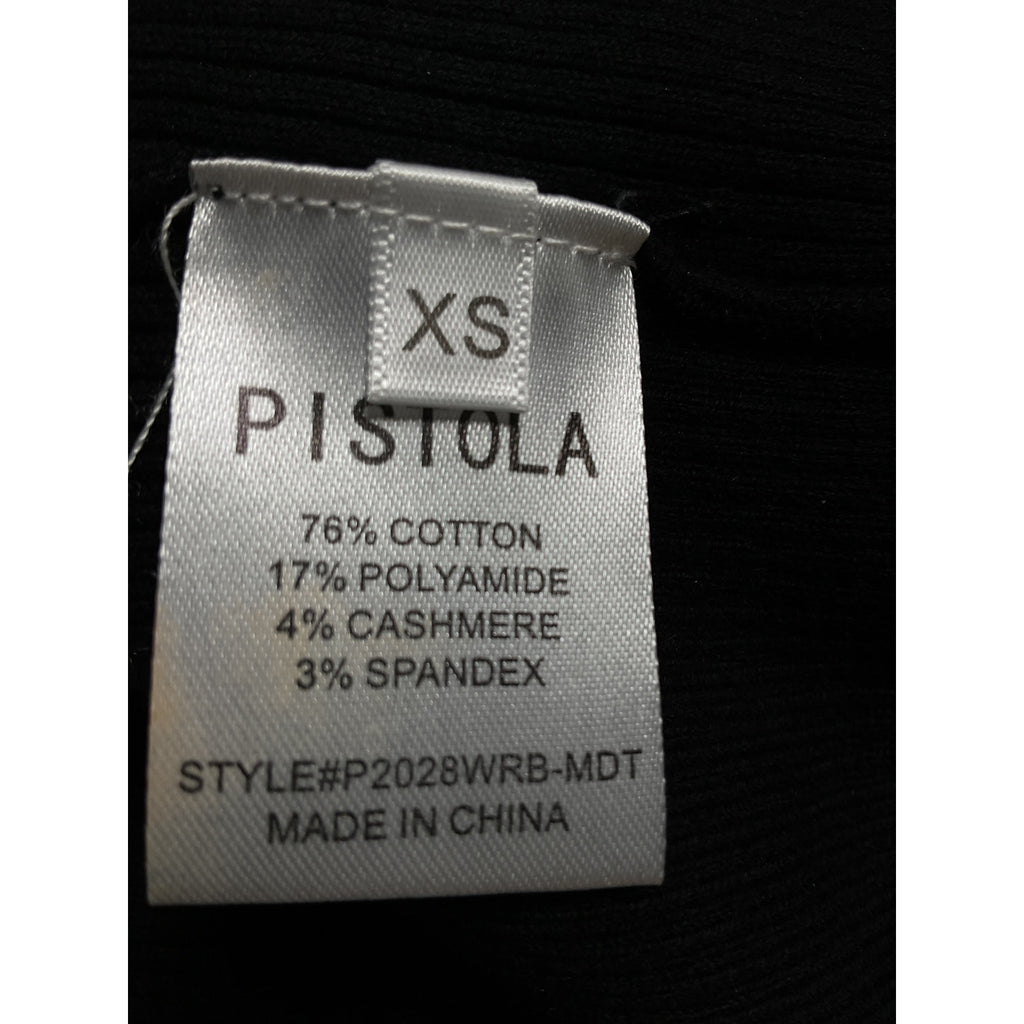 XS
PISTOLA
76% COTTON
17% POLYAMIDE
4% CASHMERE
3% SPANDEX
STYLE#P2028WRB-MDT
MADE IN CHINA